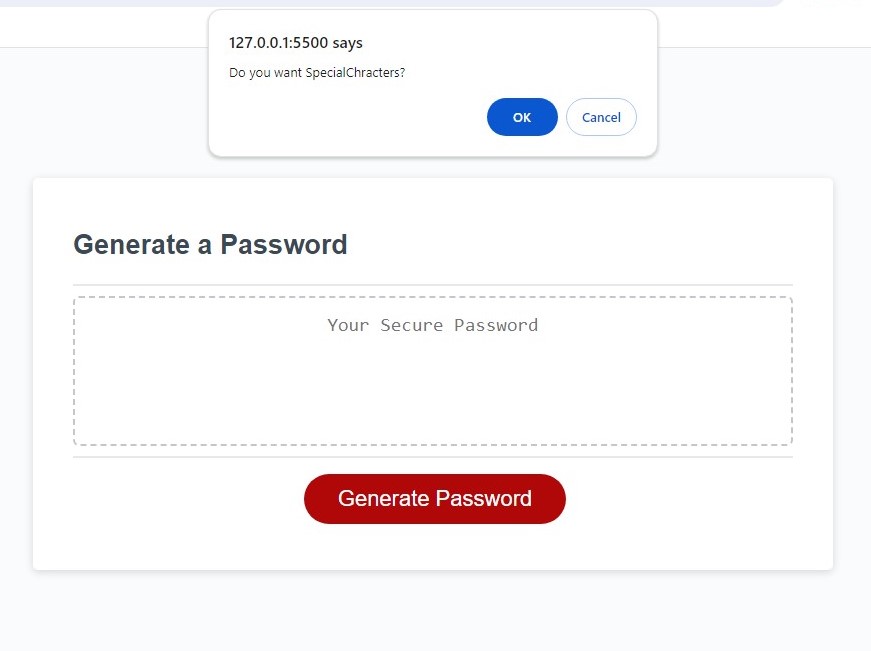 127.0.0.1:5500 says
Do you want SpecialChracters?
OK Cancel
Generate a Password
Your Secure Password
Generate Password